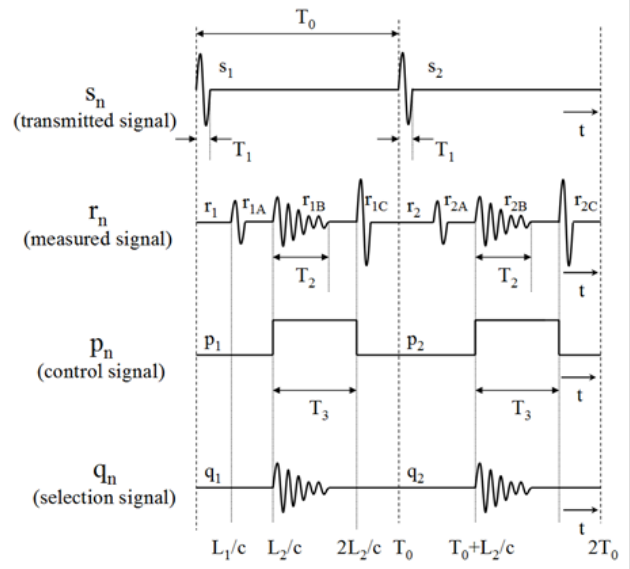 T₀
s₁ s₂
sₙ
(transmitted signal)
t
T₁ T₁
r₁ r₁A r₁B r₁C r₂ r₂A r₂B r₂C
rₙ
(measured signal)
T₂ T₂ t
p₁ p₂
pₙ
(control signal)
t
T₃ T₃
q₁ q₂
qₙ
(selection signal)
t
L₁/c L₂/c 2L₂/c T₀ T₀+L₂/c 2T₀